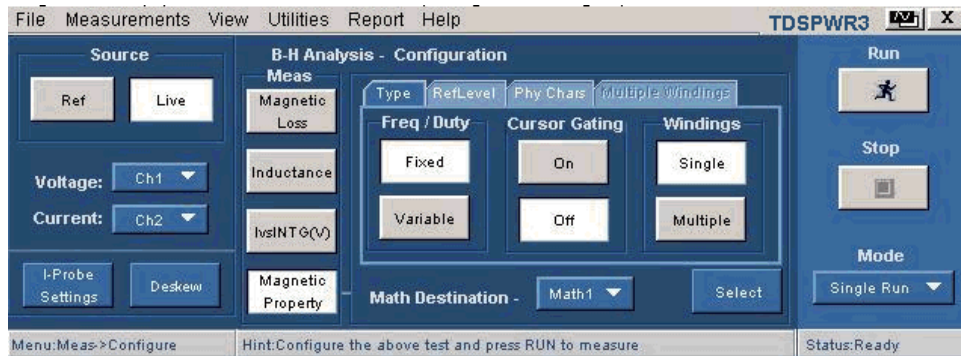 File Measurements View Utilities Report Help TDSPWR3 X
Source
Ref Live
Voltage: Ch1
Current: Ch2
I-Probe Settings
Deskew
B-H Analysis - Configuration
Meas
Magnetic Loss
Inductance
IvsINTG(V)
Magnetic Property
Type RefLevel Phy Chars Multiple Windings
Freq / Duty
Fixed
Variable
Cursor Gating
On
Off
Windings
Single
Multiple
Math Destination - Math1
Select
Run
Stop
Mode
Single Run
Menu:Meas->Configure
Hint:Configure the above test and press RUN to measure
Status:Ready